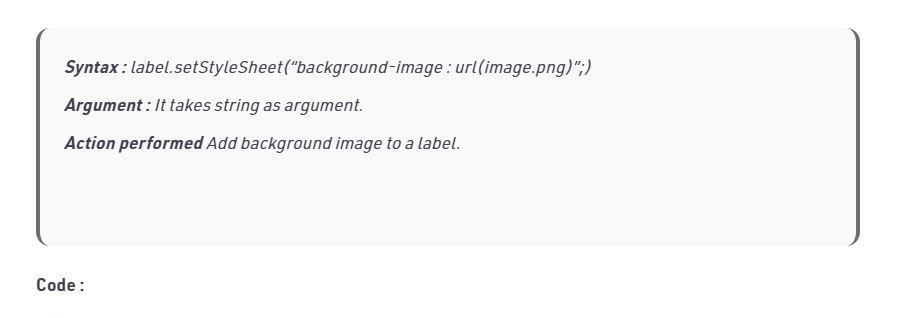 Syntax : label.setStyleSheet(“background-image : url(image.png)”;)
Argument : It takes string as argument.
Action performed Add background image to a label.
Code :